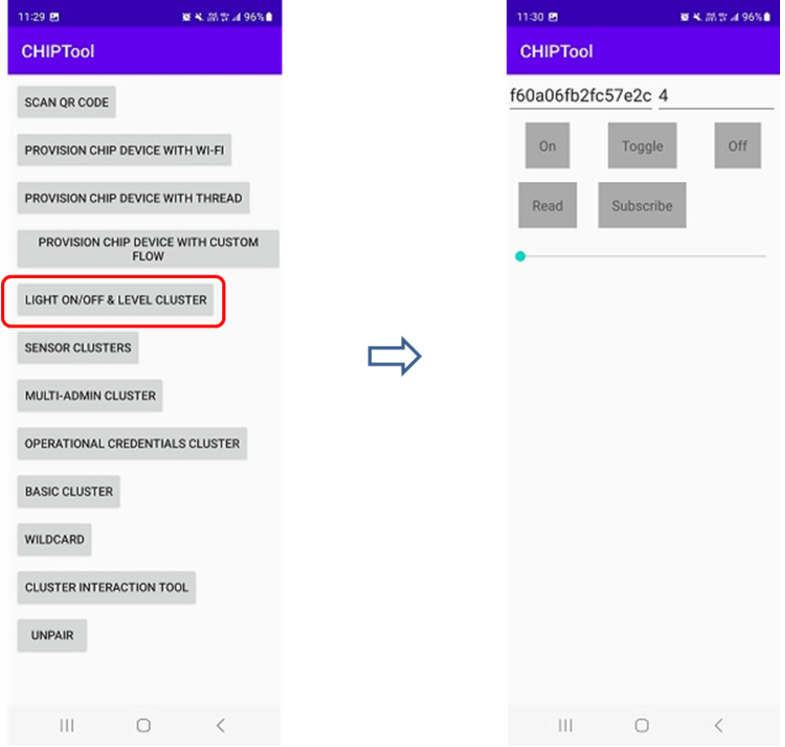 11:29 96%
CHIPTool
SCAN QR CODE
PROVISION CHIP DEVICE WITH WI-FI
PROVISION CHIP DEVICE WITH THREAD
PROVISION CHIP DEVICE WITH CUSTOM
FLOW
LIGHT ON/OFF & LEVEL CLUSTER
SENSOR CLUSTERS
MULTI-ADMIN CLUSTER
OPERATIONAL CREDENTIALS CLUSTER
BASIC CLUSTER
WILDCARD
CLUSTER INTERACTION TOOL
UNPAIR
11:30 96%
CHIPTool
f60a06fb2fc57e2c 4
On Toggle Off
Read Subscribe